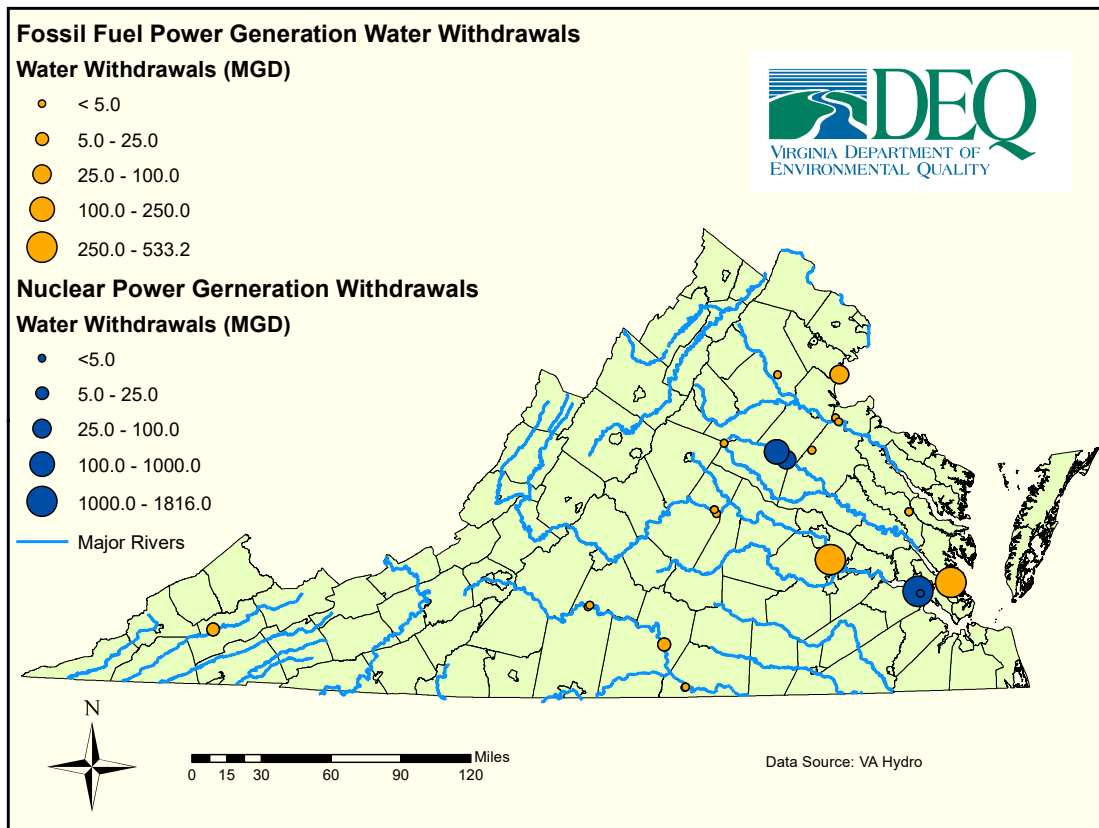 Fossil Fuel Power Generation Water Withdrawals
Water Withdrawals (MGD)
< 5.0
5.0 - 25.0
25.0 - 100.0
100.0 - 250.0
250.0 - 533.2
Nuclear Power Gerneration Withdrawals
Water Withdrawals (MGD)
<5.0
5.0 - 25.0
25.0 - 100.0
100.0 - 1000.0
1000.0 - 1816.0
Major Rivers
DEQ
VIRGINIA DEPARTMENT OF
ENVIRONMENTAL QUALITY
N
Miles
0 15 30 60 90 120
Data Source: VA Hydro